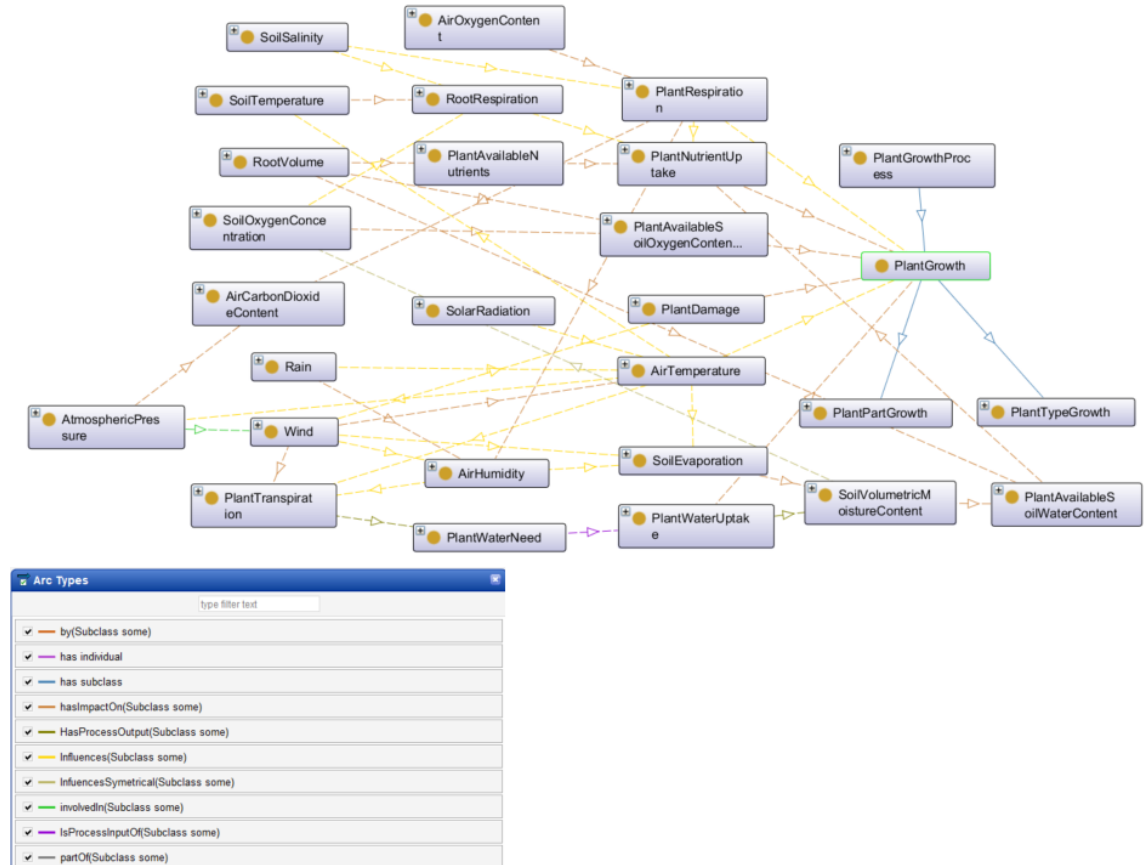 AirOxygenConten
t
SoilSalinity
PlantRespiratio
n
SoilTemperature
RootRespiration
PlantGrowthProc
ess
RootVolume
PlantAvailableN
utrients
PlantNutrientUp
take
SoilOxygenConce
ntration
PlantAvailableS
oilOxygenConten...
PlantGrowth
AirCarbonDioxid
eContent
SolarRadiation
PlantDamage
Rain
AirTemperature
AtmosphericPres
sure
Wind
PlantPartGrowth
PlantTypeGrowth
AirHumidity
SoilEvaporation
PlantTranspirat
ion
PlantWaterNeed
PlantWaterUptak
e
SoilVolumetricM
oistureContent
PlantAvailableS
oilWaterContent
Arc Types
type filter text
by(Subclass some)
has individual
has subclass
hasImpactOn(Subclass some)
HasProcessOutput(Subclass some)
Influences(Subclass some)
InfuencesSymetrical(Subclass some)
involvedIn(Subclass some)
IsProcessInputOf(Subclass some)
partOf(Subclass some)